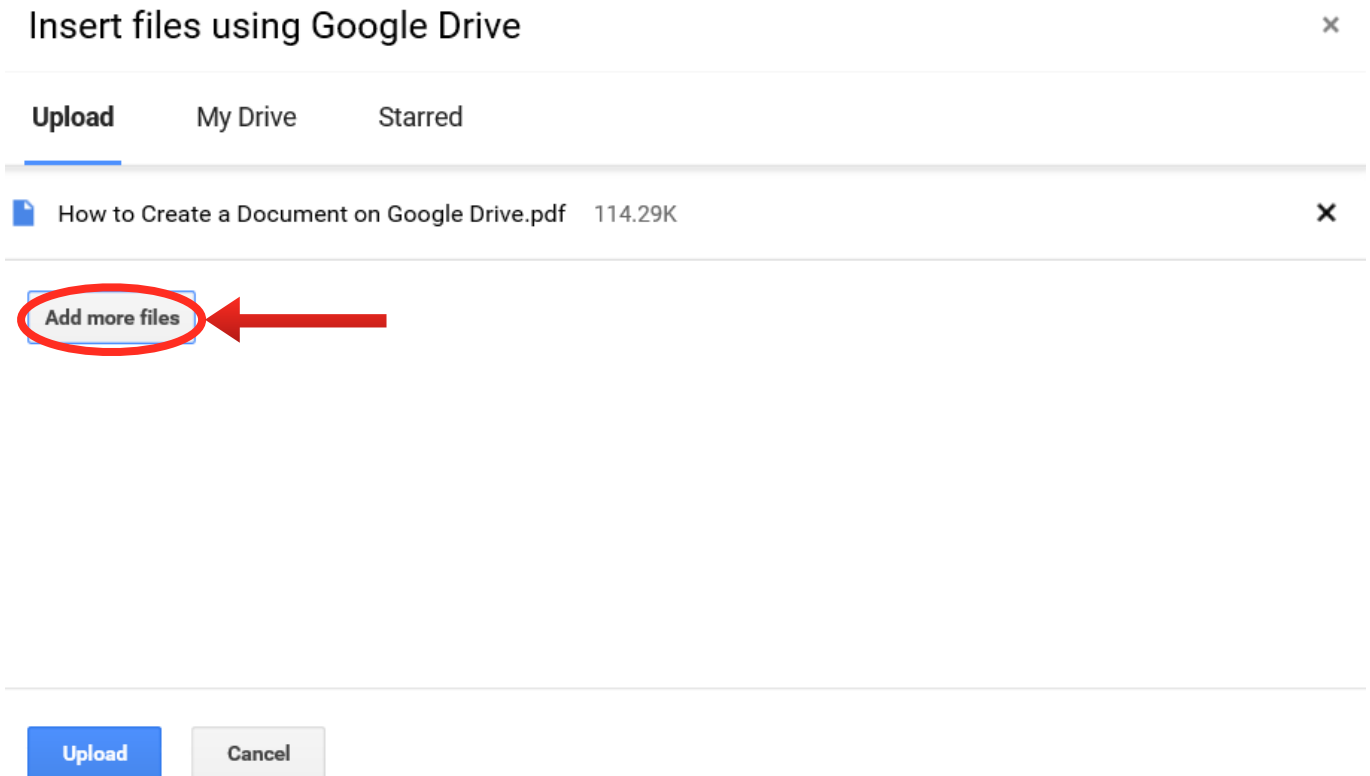 Insert files using Google Drive
Upload My Drive Starred
How to Create a Document on Google Drive.pdf 114.29K
Add more files
Upload Cancel